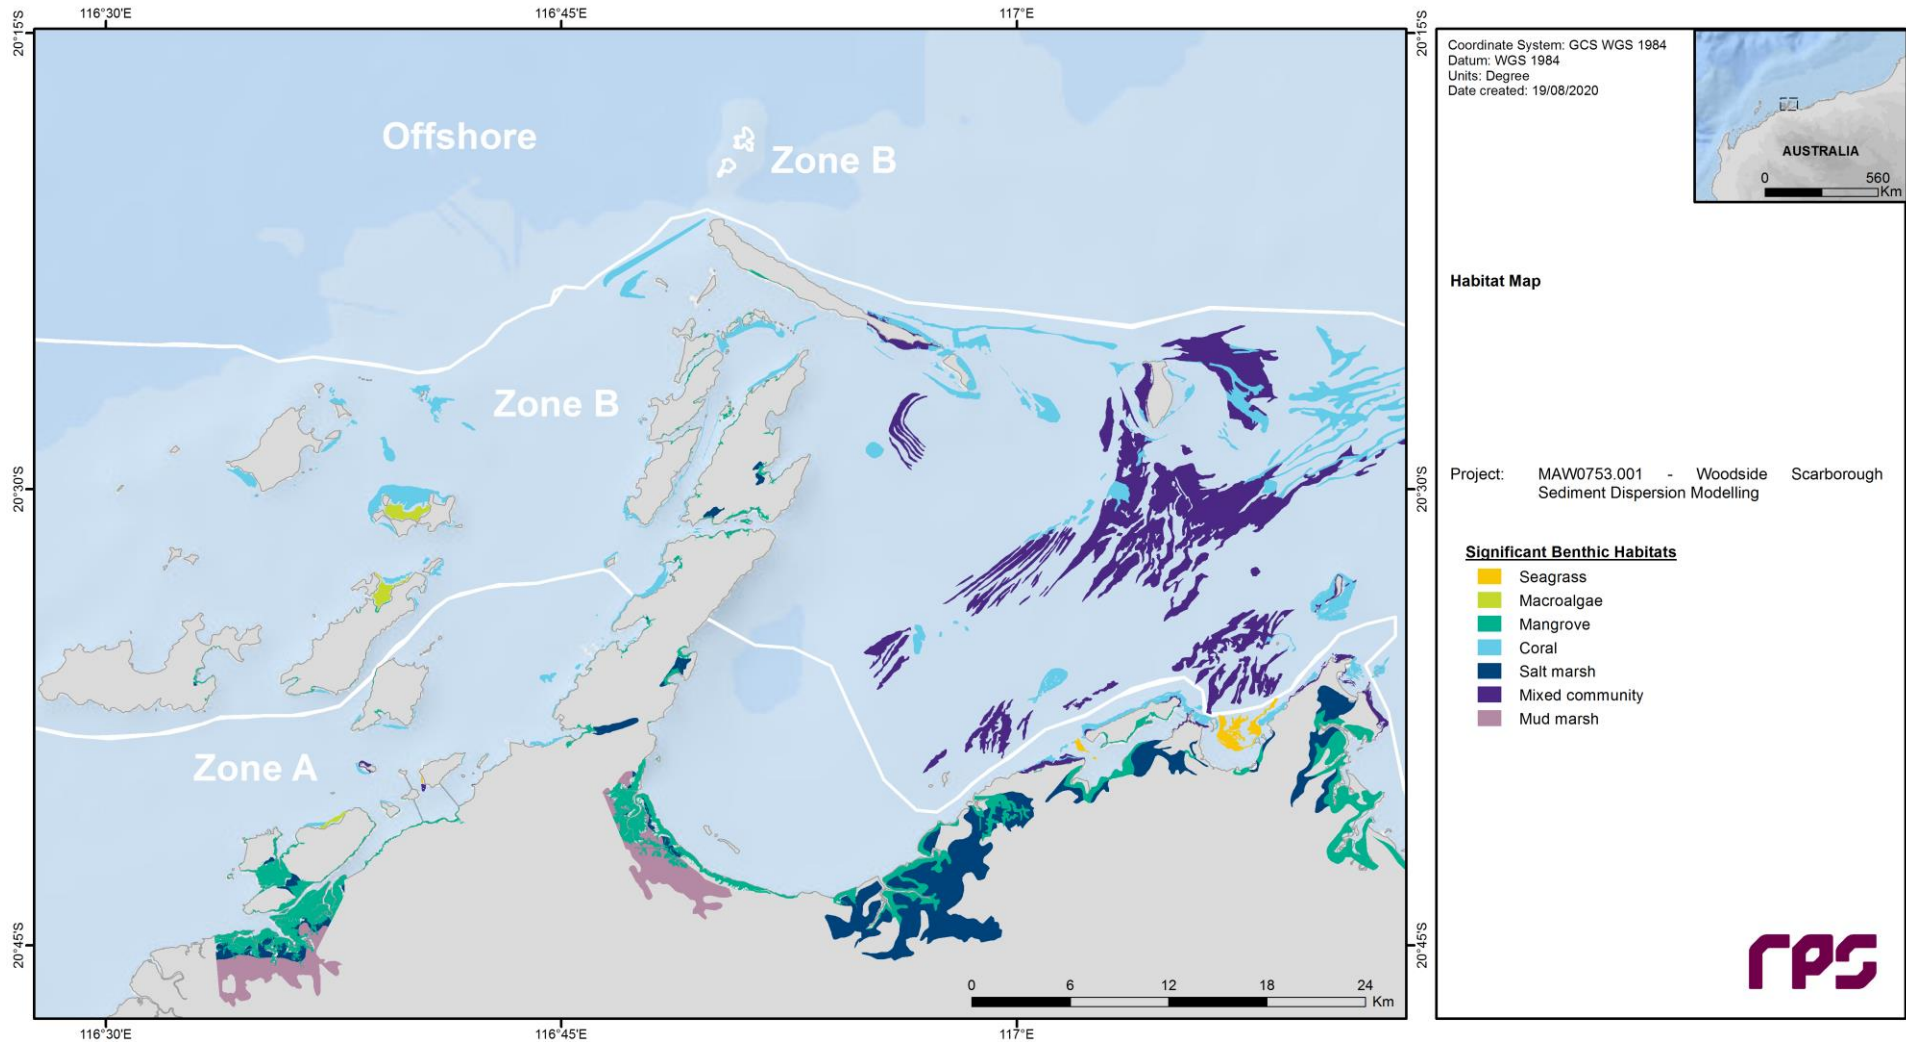 116°30'E 116°45'E 117°E
20°15'S 20°15'S
Offshore
Zone B
Zone B
20°30'S 20°30'S
Zone A
20°45'S 20°45'S
0 6 12 18 24
Km
116°30'E 116°45'E 117°E
Coordinate System: GCS WGS 1984
Datum: WGS 1984
Units: Degree
Date created: 19/08/2020
AUSTRALIA
0 560
Km
Habitat Map
Project: MAW0753.001 - Woodside Scarborough
Sediment Dispersion Modelling
Significant Benthic Habitats
Seagrass
Macroalgae
Mangrove
Coral
Salt marsh
Mixed community
Mud marsh
rps